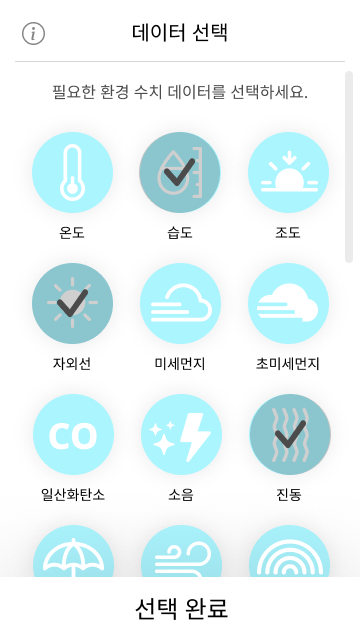 데이터 선택
필요한 환경 수치 데이터를 선택하세요.
온도
습도
조도
자외선
미세먼지
초미세먼지
CO
일산화탄소
소음
진동
선택 완료